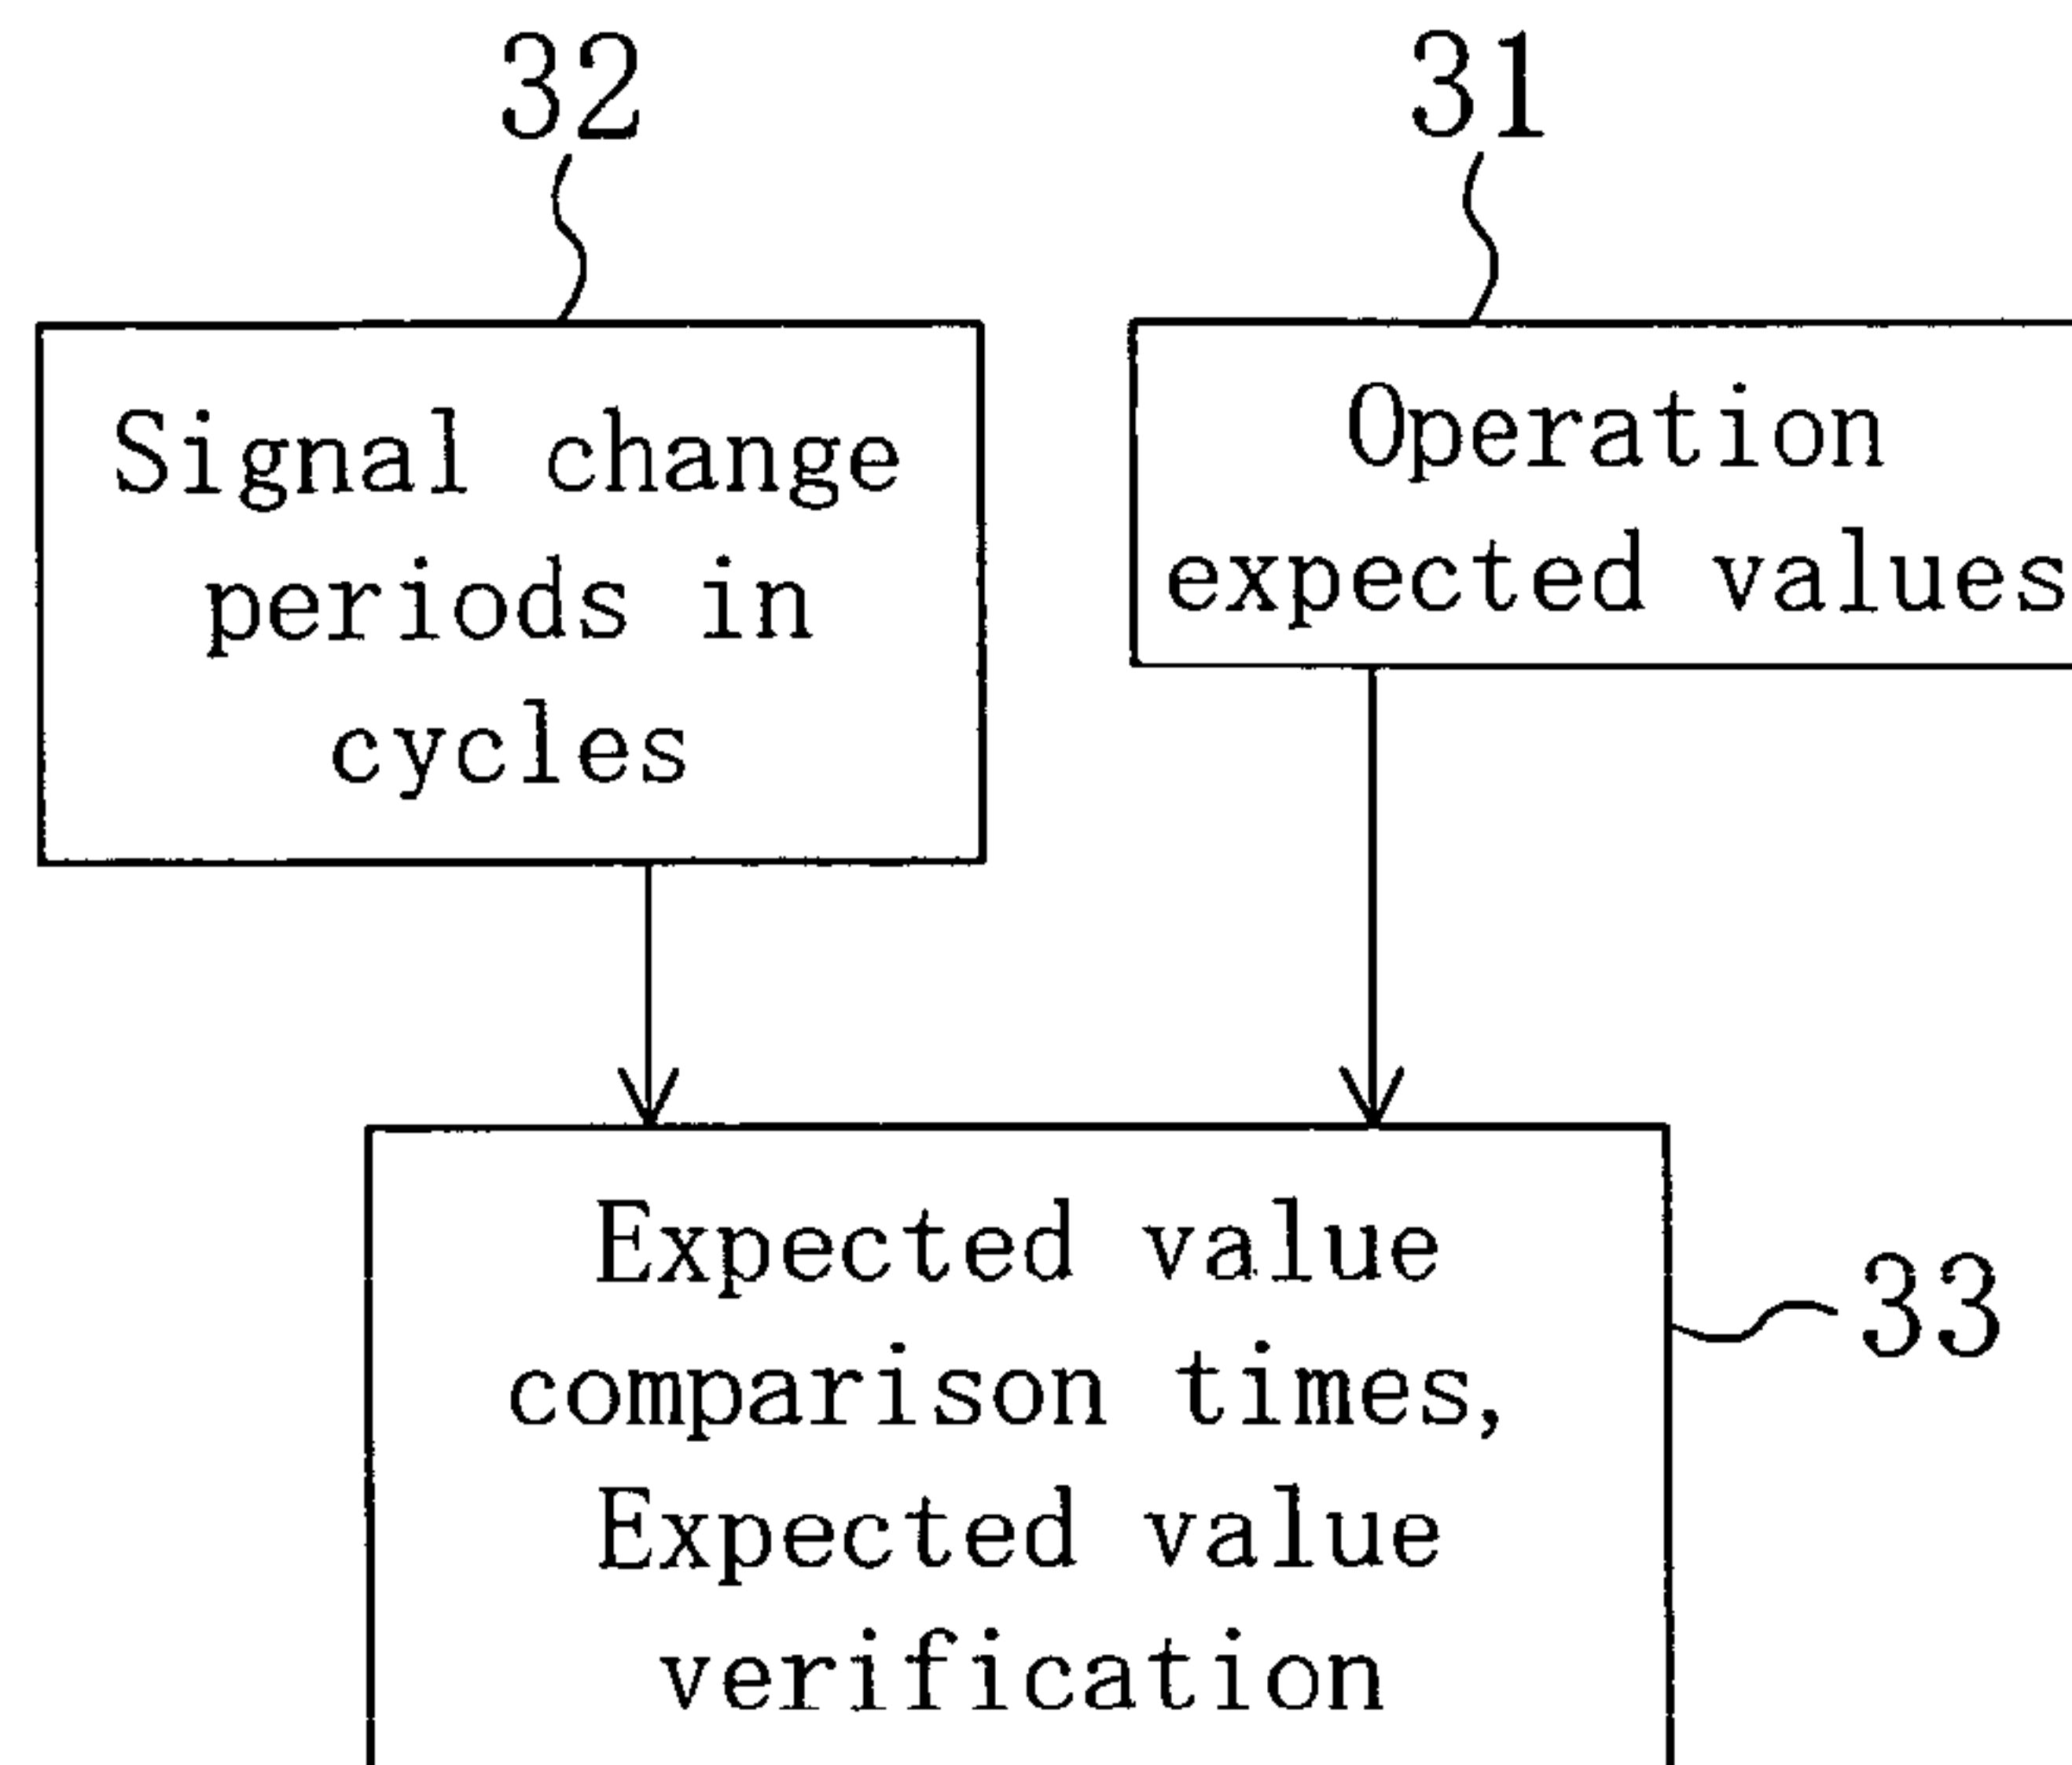 32
31
Signal change
periods in
cycles
Operation
expected values
Expected value
comparison times,
Expected value
verification
33